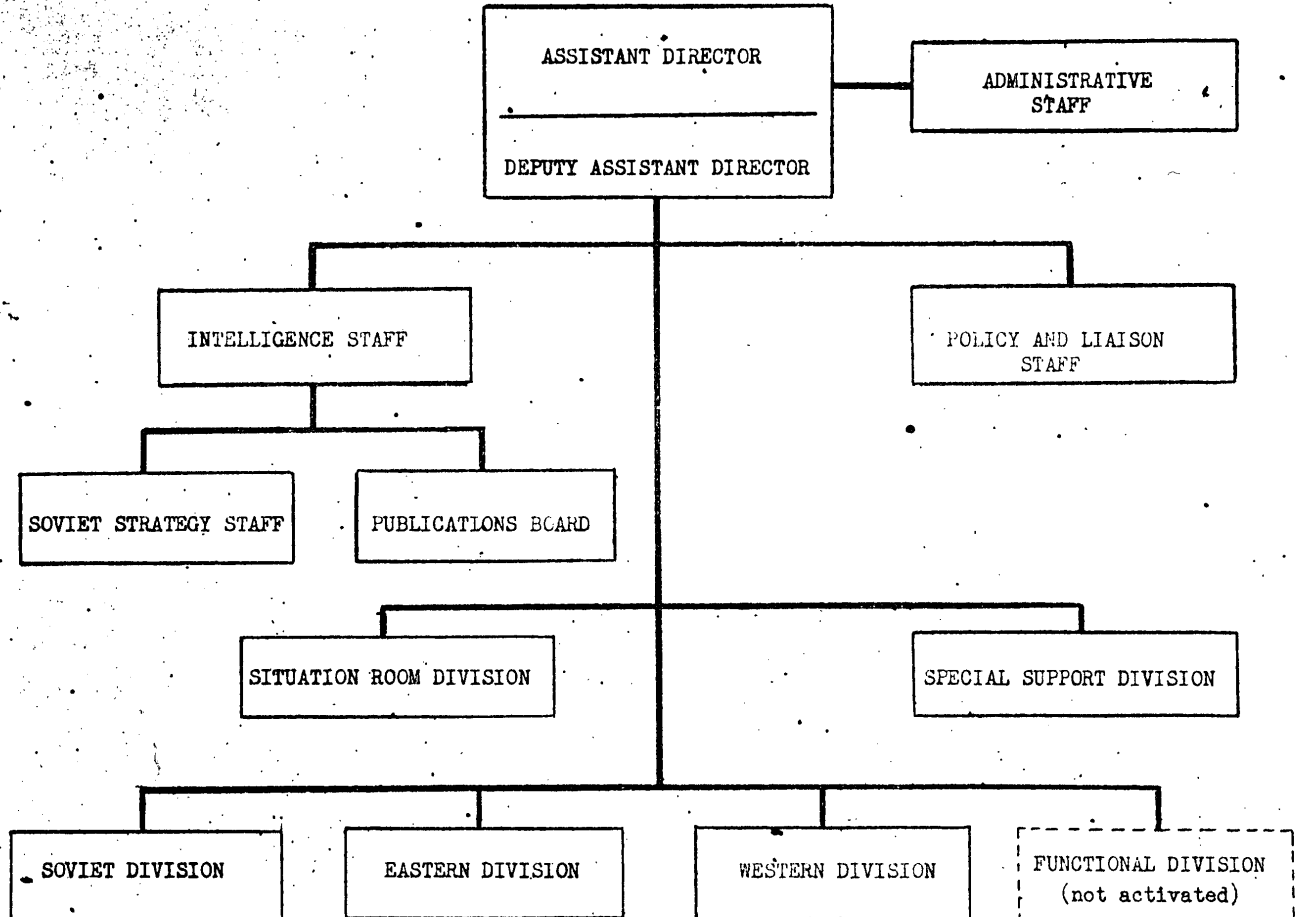 ASSISTANT DIRECTOR
DEPUTY ASSISTANT DIRECTOR
ADMINISTRATIVE
STAFF
INTELLIGENCE STAFF
POLICY AND LIAISON
STAFF
SOVIET STRATEGY STAFF
PUBLICATIONS BOARD
SITUATION ROOM DIVISION
SPECIAL SUPPORT DIVISION
SOVIET DIVISION
EASTERN DIVISION
WESTERN DIVISION
FUNCTIONAL DIVISION
(not activated)